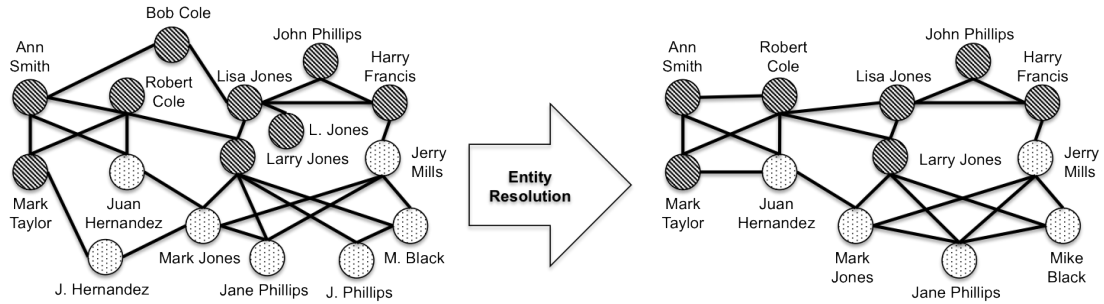 Bob Cole
Ann
Smith
Robert
Cole
Lisa Jones
John Phillips
Harry
Francis
L. Jones
Larry Jones
Jerry
Mills
Mark
Taylor
Juan
Hernandez
Mark Jones
M. Black
J. Hernandez
Jane Phillips
J. Phillips
Entity
Resolution
Ann
Smith
Robert
Cole
Lisa Jones
John Phillips
Harry
Francis
Larry Jones
Jerry
Mills
Mark
Taylor
Juan
Hernandez
Mark
Jones
Jane Phillips
Mike
Black